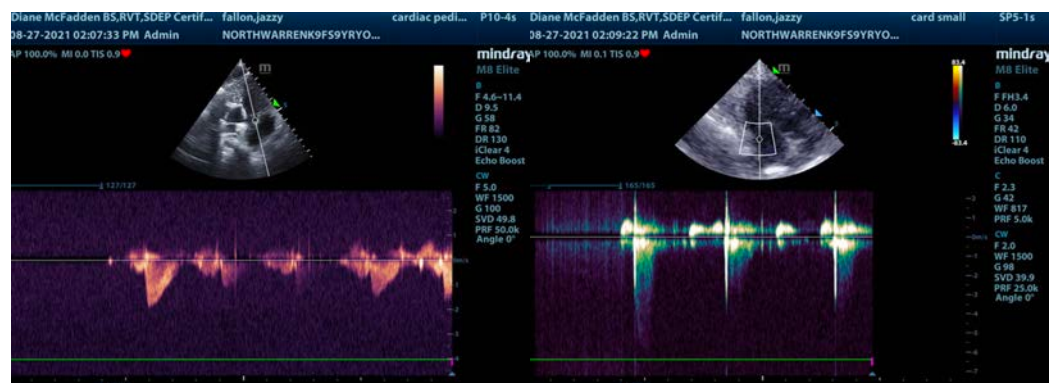 Diane McFadden BS,RVT,SDEP Certif... fallon,jazzy cardiac pedi... P10-4s
08-27-2021 02:07:33 PM Admin NORTHWARRENK9FS9YRYO...
AP 100.0% MI 0.0 TIS 0.9
mindray
M8 Elite
B
F 4.6-11.4
D 9.5
G 58
FR 82
DR 130
iClear 4
Echo Boost
CW
F 5.0
WF 1500
G 100
SVD 49.8
PRF 50.0k
Angle 0°
127/127
Diane McFadden BS,RVT,SDEP Certif... fallon,jazzy card small SP5-1s
08-27-2021 02:09:22 PM Admin NORTHWARRENK9FS9YRYO...
AP 100.0% MI 0.1 TIS 0.9
mindray
M8 Elite
83.4
-83.4
B
F FH3.4
D 6.0
G 34
FR 42
DR 110
iClear 4
Echo Boost
C
F 2.3
G 42
WF 817
PRF 5.0k
CW
F 2.0
WF 1500
G 98
SVD 39.9
PRF 25.0k
Angle 0°
165/165